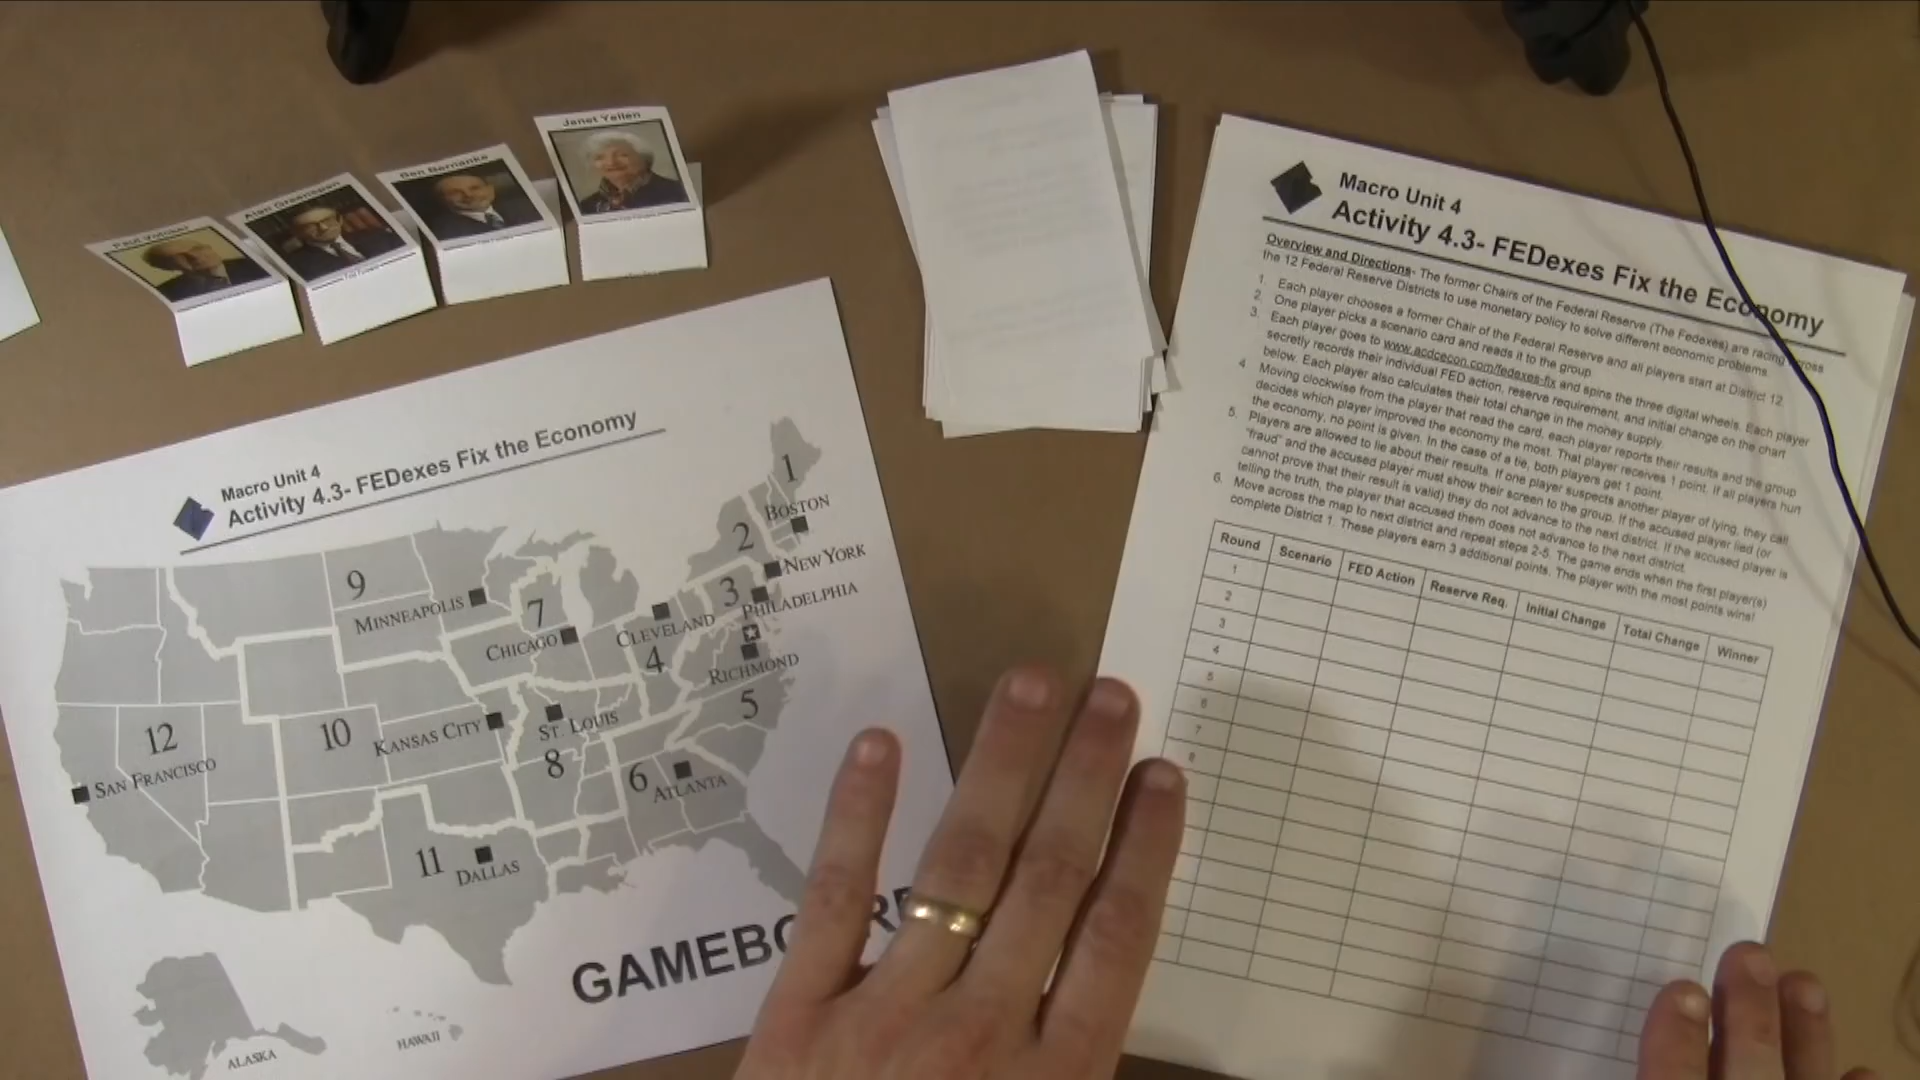 Paul Volcker
Alan Greenspan
Ben Bernanke
Janet Yellen
Macro Unit 4
Activity 4.3- FEDexes Fix the Economy
1
BOSTON
2
NEW YORK
3
PHILADELPHIA
CLEVELAND
4
RICHMOND
5
9
MINNEAPOLIS
7
CHICAGO
10
KANSAS CITY
ST. LOUIS
8
6
ATLANTA
12
SAN FRANCISCO
11
DALLAS
ALASKA
HAWAII
Macro Unit 4
Activity 4.3- FEDexes Fix the Economy
Overview and Directions- The former Chairs of the Federal Reserve (The Fedexes) are racing across
the 12 Federal Reserve Districts to use monetary policy to solve different economic problems.
1. Each player chooses a former Chair of the Federal Reserve and all players start at District 12.
2. One player picks a scenario card and reads it to the group.
3. Each player goes to www.acdcecon.com/fedexes-fix and spins the three digital wheels. Each player
secretly records their individual FED action, reserve requirement, and initial change on the chart
below. Each player also calculates their total change in the money supply.
4 Moving clockwise from the player that read the card, each player reports their results and the group
decides which player improved the economy the most. That player receives 1 point. If all players hurt
the economy, no point is given. In the case of a tie, both players get 1 point.
5. Players are allowed to lie about their results. If one player suspects another player of lying, they call
"fraud" and the accused player must show their screen to the group. If the accused player lied (or
cannot prove that their result is valid) they do not advance to the next district. If the accused player is
telling the truth, the player that accused them does not advance to the next district.
6. Move across the map to next district and repeat steps 2-5. The game ends when the first player(s)
complete District 1. These players earn 3 additional points. The player with the most points wins!
Round Scenario FED Action Reserve Req. Initial Change Total Change Winner
1
2
3
4
5
6
7
8